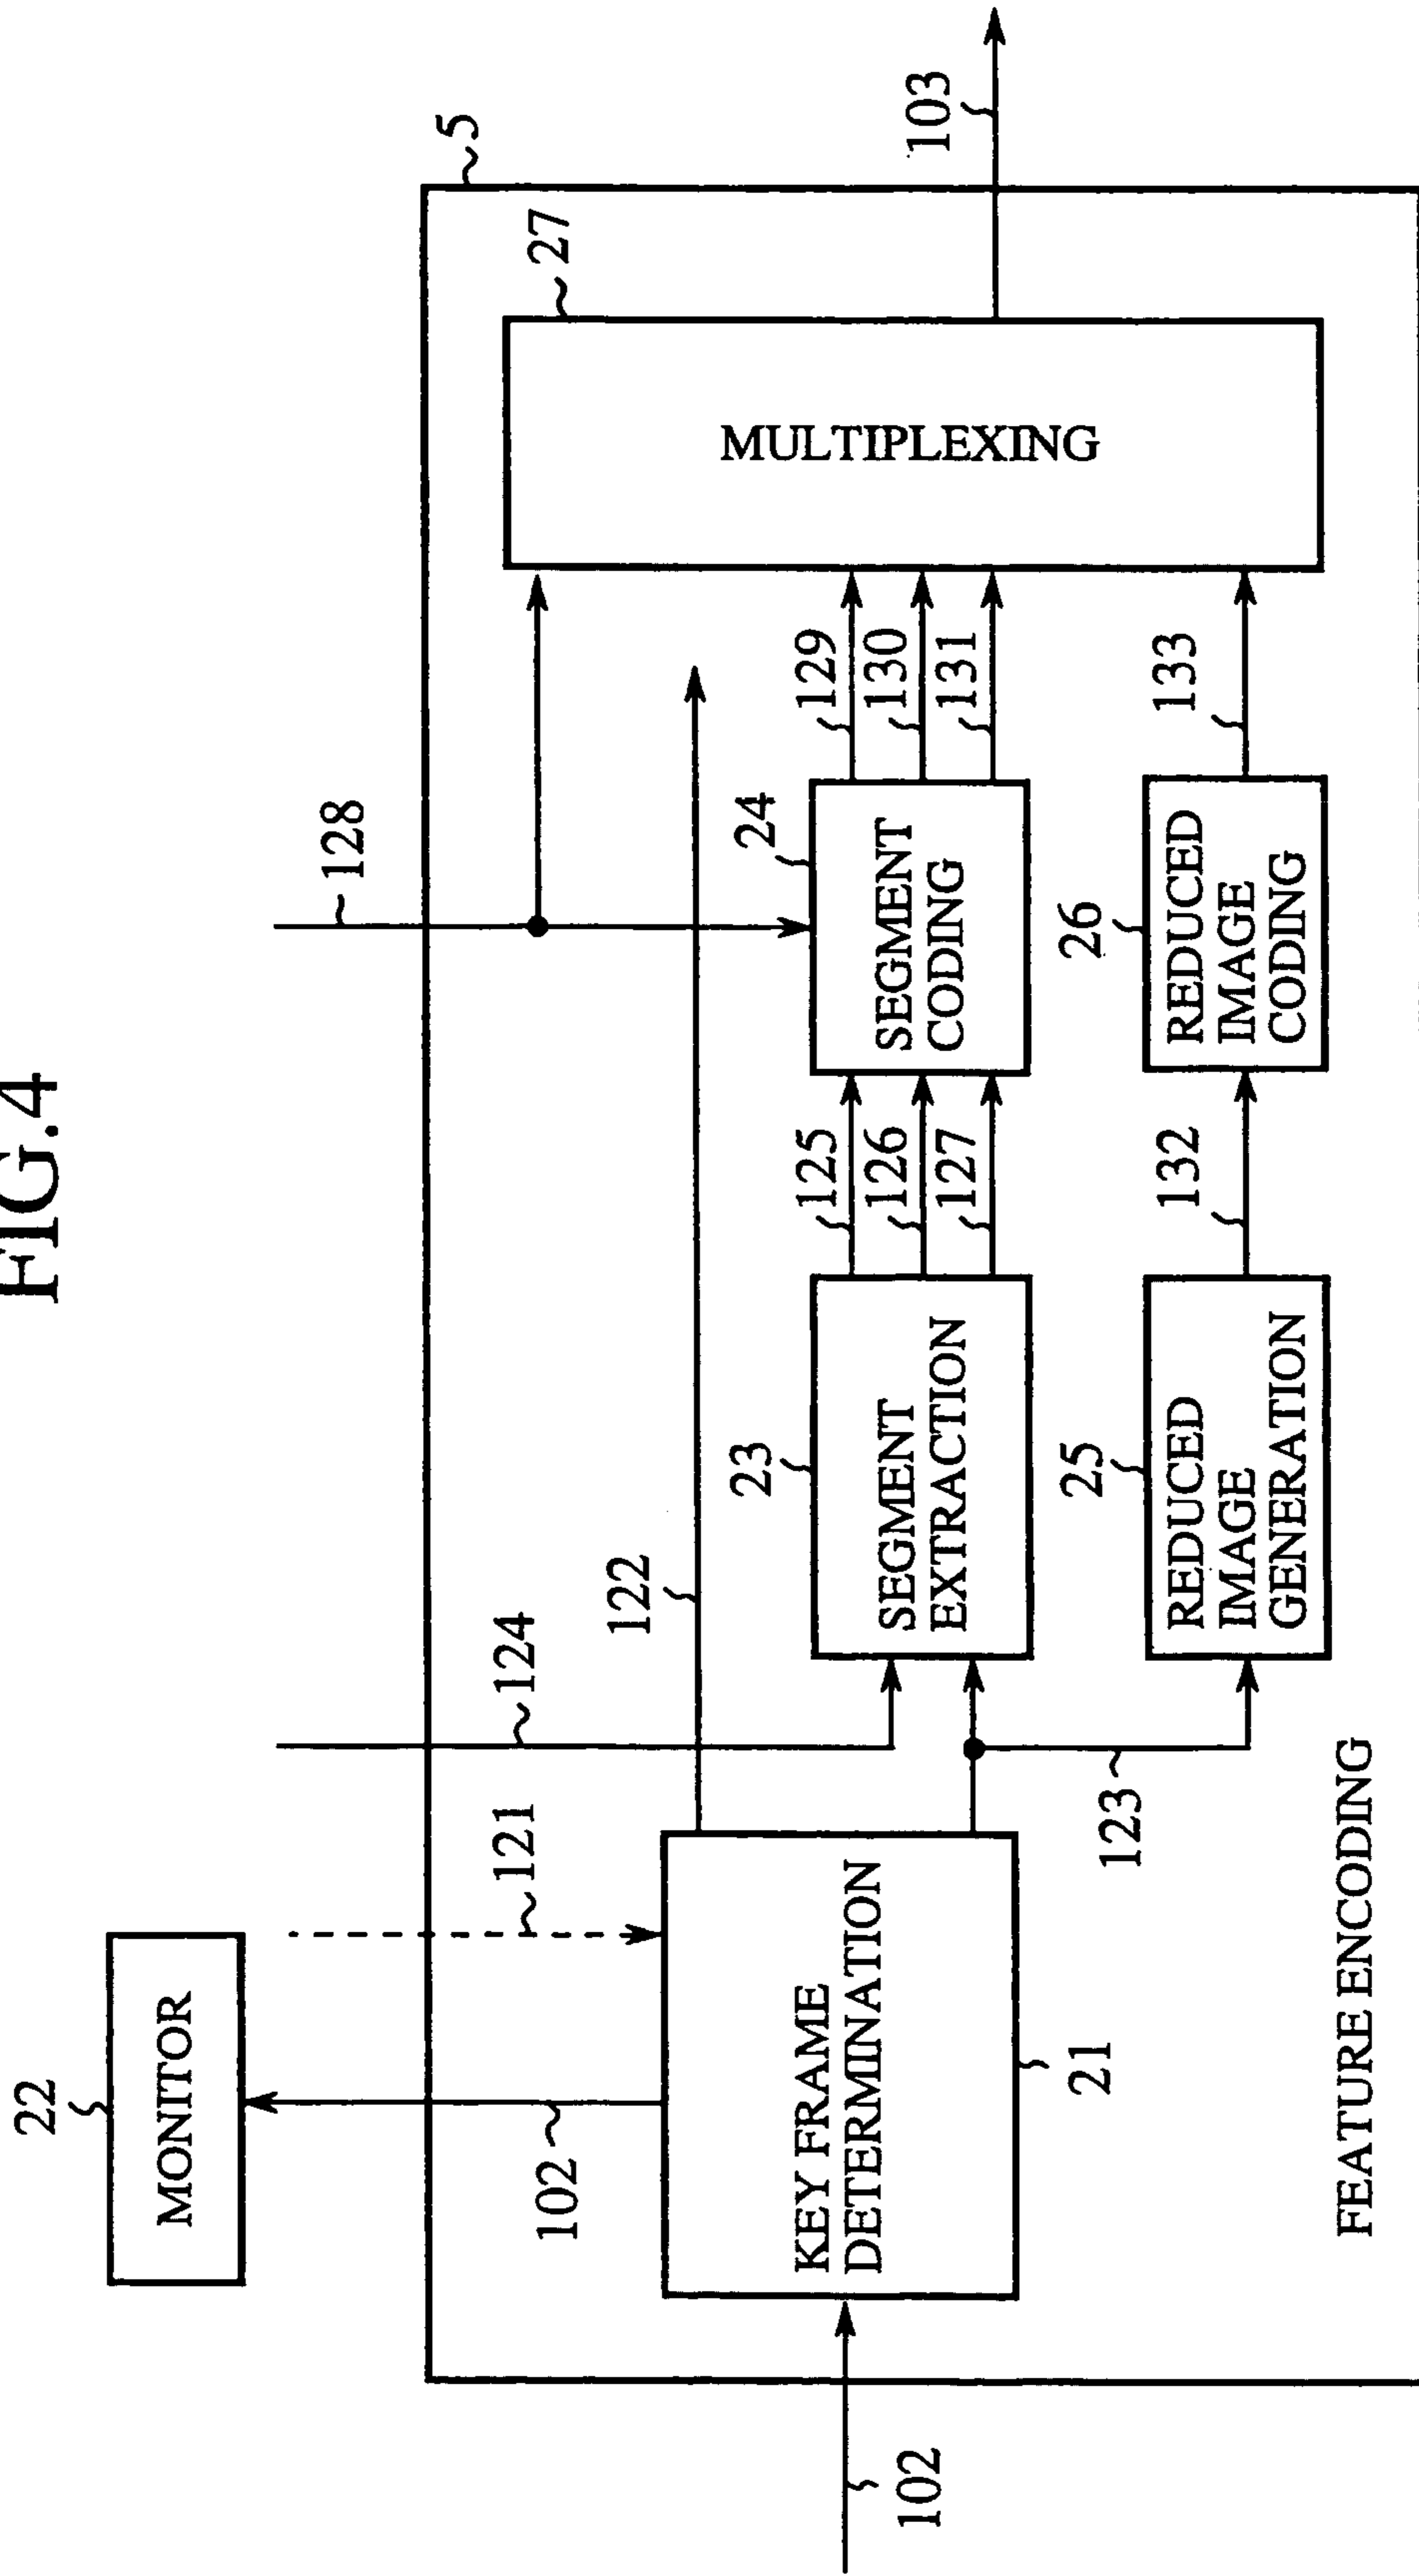 FIG.4
22
MONITOR
102
121
124
128
5
122
27
MULTIPLEXING
103
102
KEY FRAME
DETERMINATION
21
23
SEGMENT
EXTRACTION
125
126
127
24
SEGMENT
CODING
129
130
131
123
25
REDUCED
IMAGE
GENERATION
132
26
REDUCED
IMAGE
CODING
133
FEATURE ENCODING